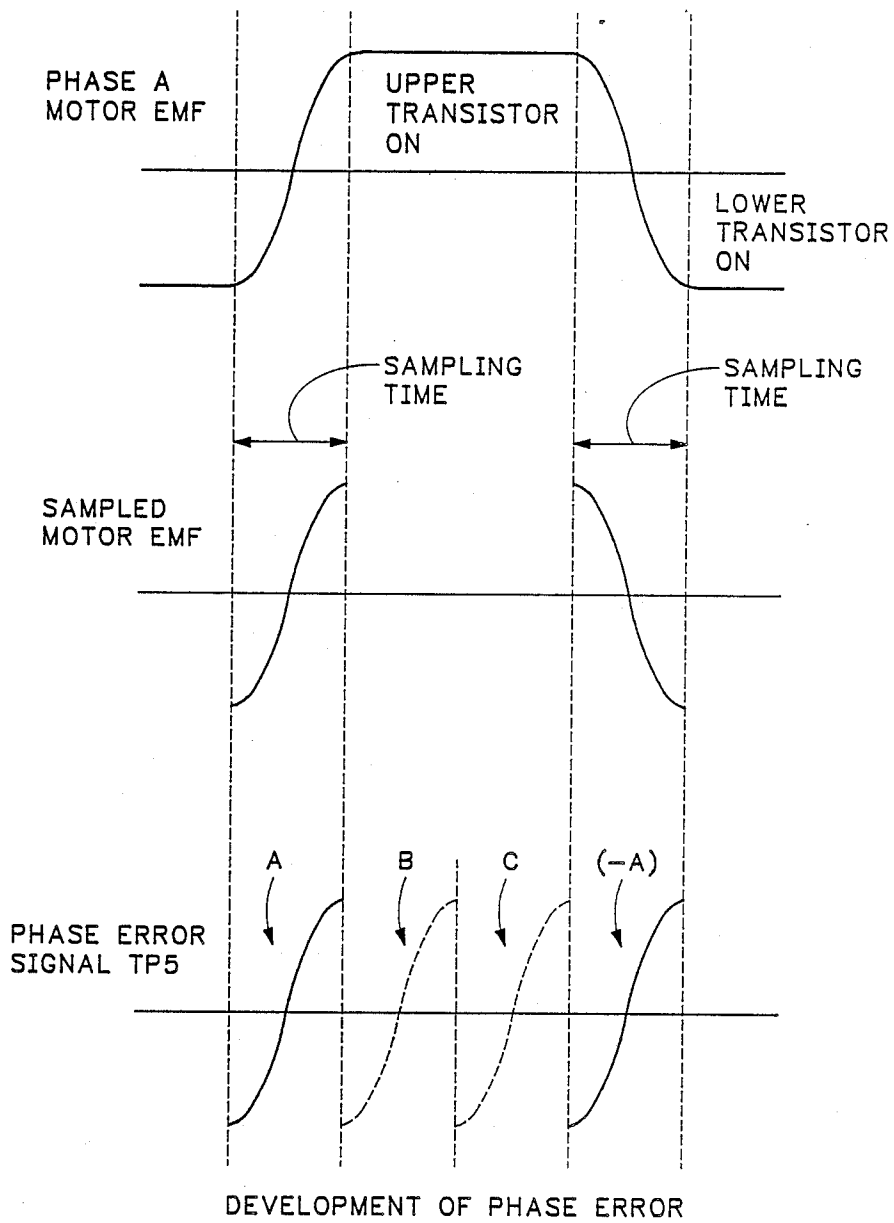 PHASE A
MOTOR EMF
UPPER
TRANSISTOR
ON
LOWER
TRANSISTOR
ON
SAMPLING
TIME
SAMPLING
TIME
SAMPLED
MOTOR EMF
A
B
C
(-A)
PHASE ERROR
SIGNAL TP5
DEVELOPMENT OF PHASE ERROR